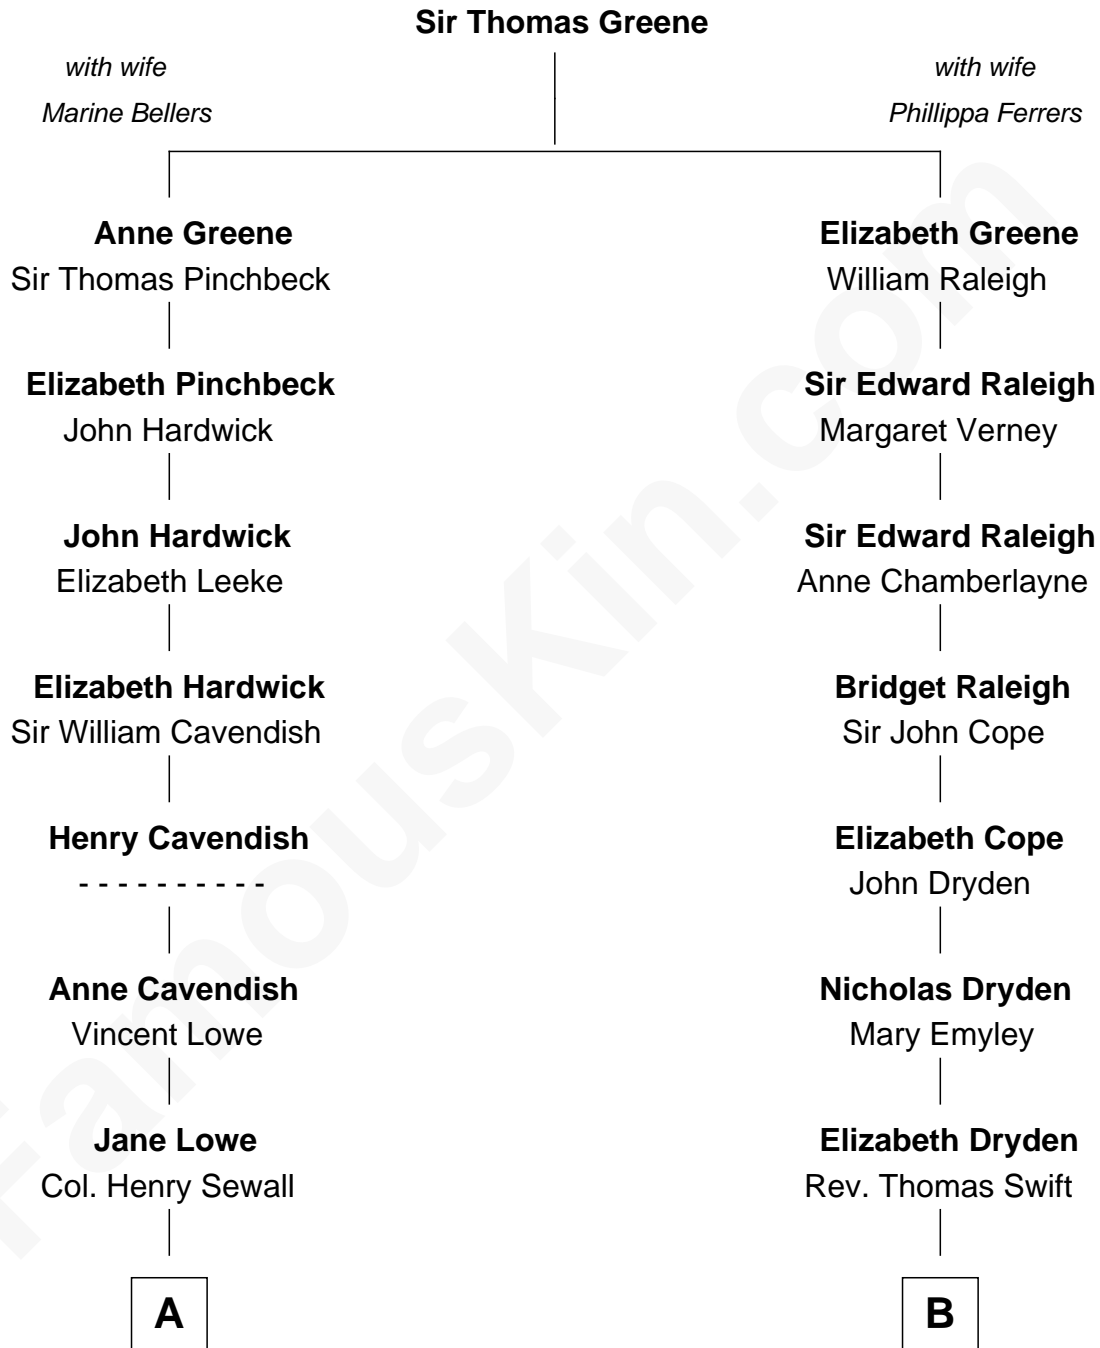 Sir Thomas Greene
with wife
Marine Bellers
with wife
Phillippa Ferrers
Anne Greene
Sir Thomas Pinchbeck
Elizabeth Greene
William Raleigh
Elizabeth Pinchbeck
John Hardwick
Sir Edward Raleigh
Margaret Verney
John Hardwick
Elizabeth Leeke
Sir Edward Raleigh
Anne Chamberlayne
Elizabeth Hardwick
Sir William Cavendish
Bridget Raleigh
Sir John Cope
Henry Cavendish
- - - - - - - - - -
Elizabeth Cope
John Dryden
Anne Cavendish
Vincent Lowe
Nicholas Dryden
Mary Emyley
Jane Lowe
Col. Henry Sewall
Elizabeth Dryden
Rev. Thomas Swift
A
B
FamousKin.com